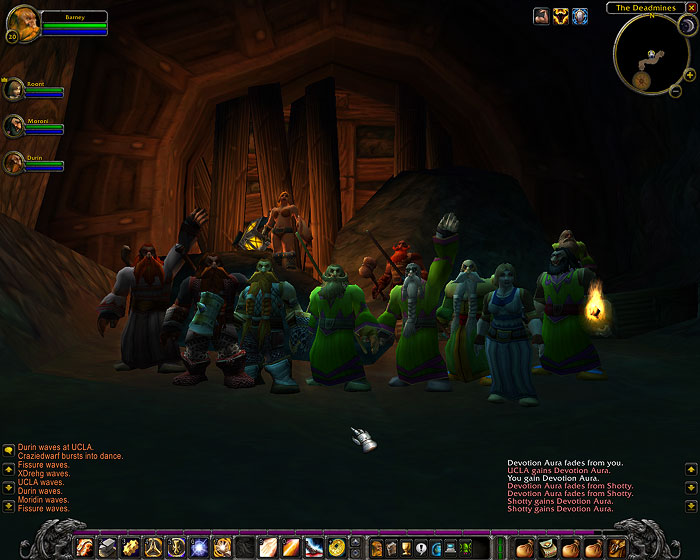 Barney
20
The Deadmines
N
Roont
Moroni
Durin
Durin waves at UCLA.
Craziedwarf bursts into dance.
Fissure waves.
XDrehg waves.
UCLA waves.
Durin waves.
Moridin waves.
Fissure waves.
Devotion Aura fades from you.
UCLA gains Devotion Aura.
You gain Devotion Aura.
Devotion Aura fades from Shotty.
Devotion Aura fades from Shotty.
Shotty gains Devotion Aura.
Shotty gains Devotion Aura.